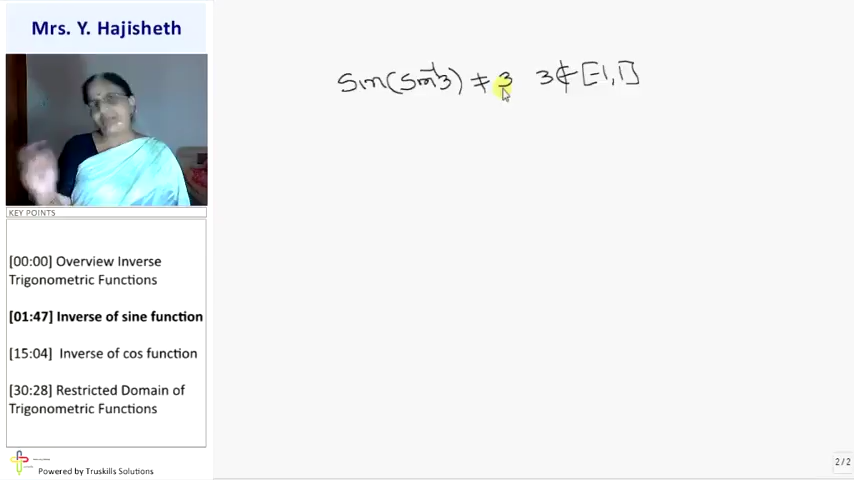 Mrs. Y. Hajisheth
Sin(Sin⁻¹3) ≠ 3 3∉[-1,1]
KEY POINTS
[00:00] Overview Inverse
Trigonometric Functions
[01:47] Inverse of sine function
[15:04] Inverse of cos function
[30:28] Restricted Domain of
Trigonometric Functions
Powered by Truskills Solutions
2/2